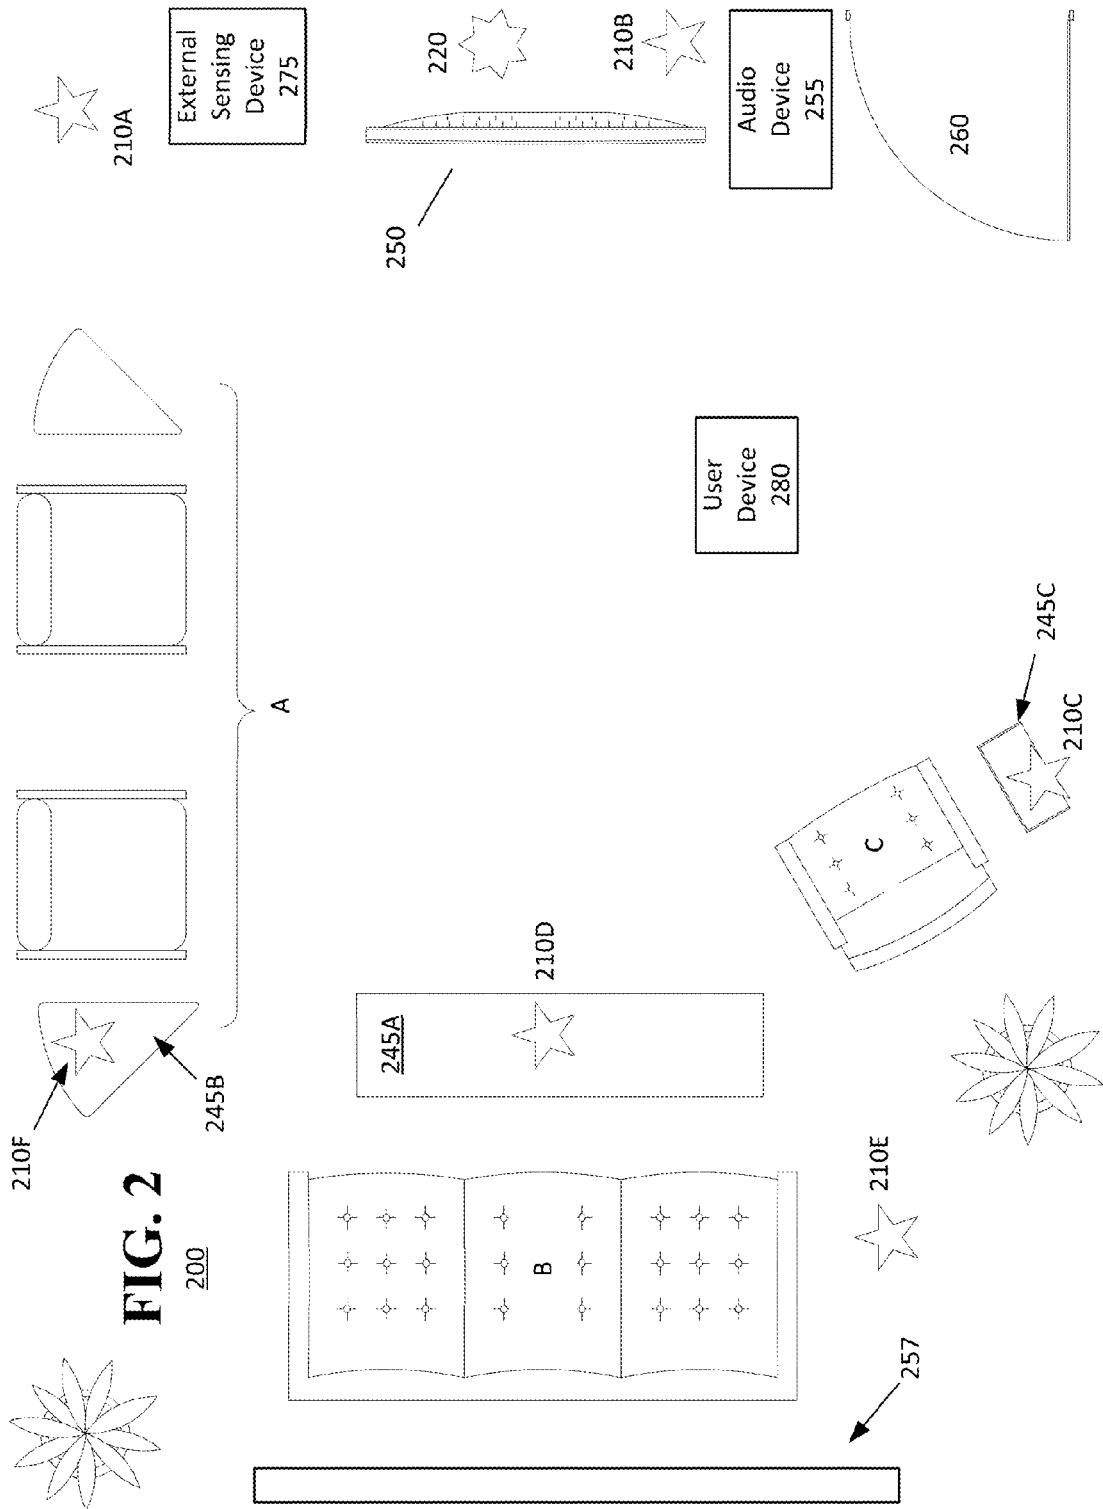 FIG. 2
200
210F
245B
210A
External
Sensing
Device
275
A
245A
210D
250
220
210B
B
User
Device
280
Audio
Device
255
210E
C
257
245C
210C
260